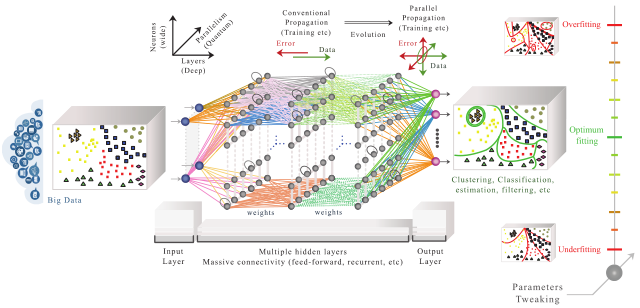 Neurons
(wide)
Parallelism
(Quantum)
Layers
(Deep)
Conventional
Propagation
(Training etc)
Error
Data
Evolution
Parallel
Propagation
(Training etc)
Error
Data
Overfitting
Optimum
fitting
Underfitting
Big Data
weights
weights
Clustering, Classification,
estimation, filtering, etc
Input
Layer
Multiple hidden layers
Massive connectivity (feed-forward, recurrent, etc)
Output
Layer
Parameters
Tweaking